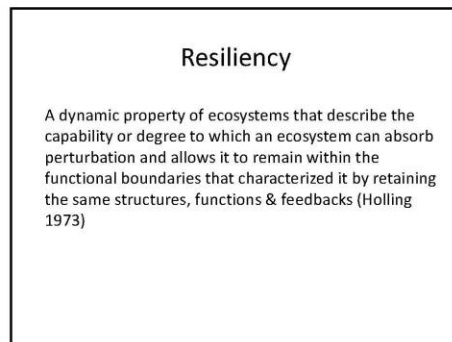 Resiliency
A dynamic property of ecosystems that describe the
capability or degree to which an ecosystem can absorb
perturbation and allows it to remain within the
functional boundaries that characterized it by retaining
the same structures, functions & feedbacks (Holling
1973)